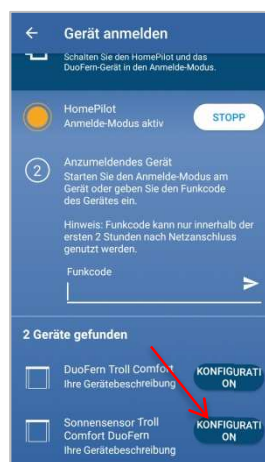 Gerät anmelden
Schalten Sie den HomePilot und das
DuoFern-Gerät in den Anmelde-Modus.
HomePilot
Anmelde-Modus aktiv
STOPP
2
Anzumeldendes Gerät
Starten Sie den Anmelde-Modus am
Gerät oder geben Sie den Funkcode
des Gerätes ein.
Hinweis: Funkcode kann nur innerhalb der
ersten 2 Stunden nach Netzanschluss
genutzt werden.
Funkcode
2 Geräte gefunden
DuoFern Troll Comfort
Ihre Gerätebeschreibung
KONFIGURATI
ON
Sonnensensor Troll
Comfort DuoFern
Ihre Gerätebeschreibung
KONFIGURATI
ON